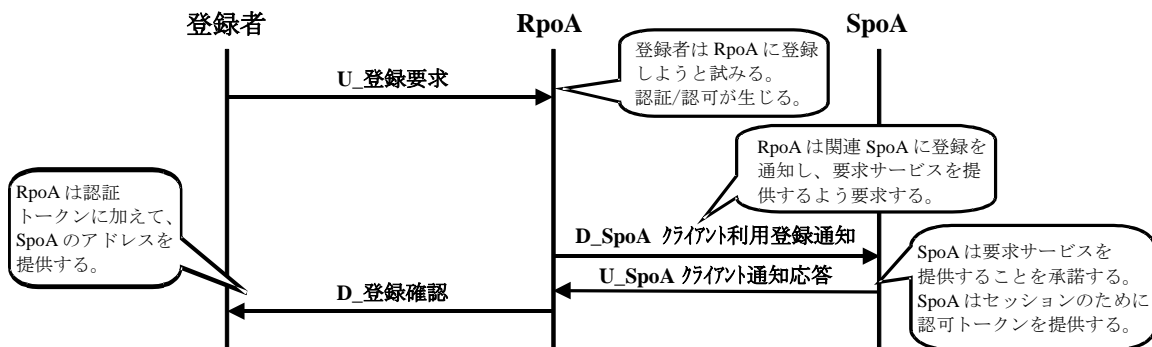 登録者
RpoA
SpoA
登録者は RpoA に登録
しようと試みる。
認証/認可が生じる。
U_登録要求
RpoA は関連 SpoA に登録を
通知し、要求サービスを提
供するよう要求する。
RpoA は認証
トークンに加えて、
SpoA のアドレスを
提供する。
D_SpoA クライアント利用登録通知
SpoA は要求サービスを
提供することを承諾する。
SpoA はセッションのために
認可トークンを提供する。
U_SpoA クライアント通知応答
D_登録確認